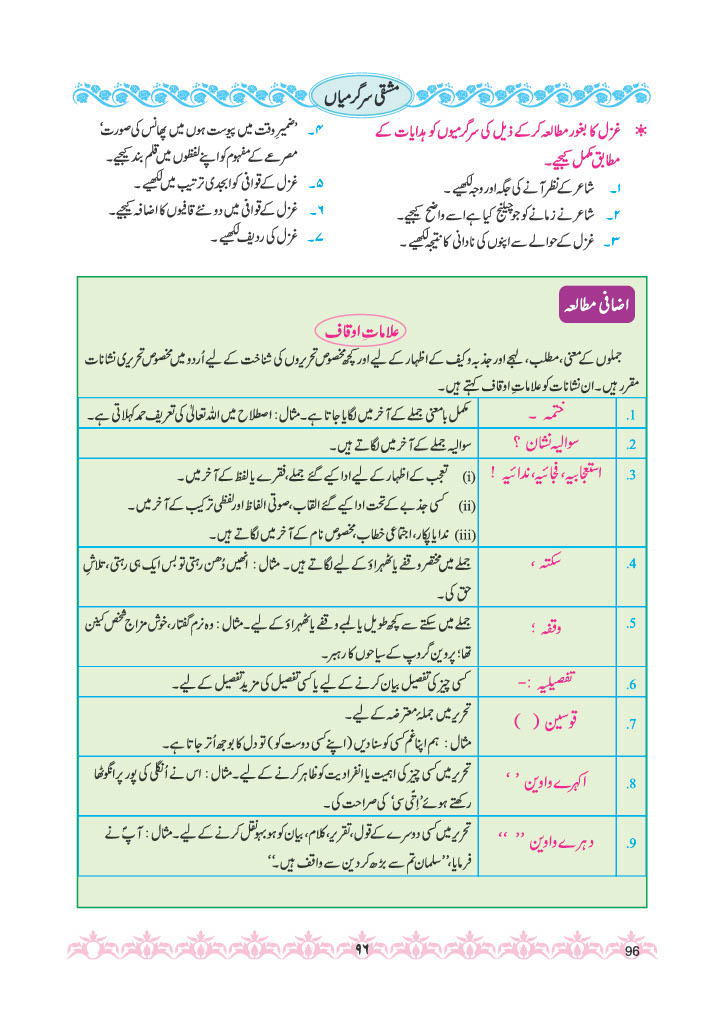 مشقی سرگرمیاں
* غزل کا بغور مطالعہ کرکے ذیل کی سرگرمیوں کو ہدایات کے
مطابق مکمل کیجیے۔
۱۔ شاعر کے نظر آنے کی جگہ اور وجہ لکھیے۔
۲۔ شاعر نے زمانے کو جو چیلنج کیا ہے اسے واضح کیجیے۔
۳۔ غزل کے حوالے سے اپنوں کی نادانی کا نتیجہ لکھیے۔
۴۔ 'ضمیرِ وقت میں پیوست ہوں میں پھانس کی صورت'
مصرعے کے مفہوم کو اپنے لفظوں میں قلم بند کیجیے۔
۵۔ غزل کے قوافی کو ابجدی ترتیب میں لکھیے۔
۶۔ غزل کے قوافی میں دو نئے قافیوں کا اضافہ کیجیے۔
۷۔ غزل کی ردیف لکھیے۔
اضافی مطالعہ
علاماتِ اوقاف
جملوں کے معنی، مطلب، لہجے اور جذبہ و کیف کے اظہار کے لیے اور کچھ مخصوص تحریروں کی شناخت کے لیے اُردو میں مخصوص تحریری نشانات
مقرر ہیں۔ ان نشانات کو علاماتِ اوقاف کہتے ہیں۔
1. ختمہ ۔ مکمل بامعنی جملے کے آخر میں لگایا جاتا ہے۔ مثال: اصطلاح میں اللہ تعالیٰ کی تعریف حمد کہلاتی ہے۔
2. سوالیہ نشان ؟ سوالیہ جملے کے آخر میں لگاتے ہیں۔
3. استعجابیہ، فجائیہ، ندائیہ ! (i) تعجب کے اظہار کے لیے ادا کیے گئے جملے، فقرے یا لفظ کے آخر میں۔
(ii) کسی جذبے کے تحت ادا کیے گئے القاب، صوتی الفاظ اور لفظی ترکیب کے آخر میں۔
(iii) ندا یا پکار، اجتماعی خطاب، مخصوص نام کے آخر میں لگاتے ہیں۔
4. سکتہ ، جملے میں مختصر وقفے یا ٹھہراؤ کے لیے لگاتے ہیں۔ مثال: انھیں دُھن رہتی تو بس ایک ہی رہتی، تلاشِ
حق کی۔
5. وقفہ ؛ جملے میں سکتے سے کچھ طویل یا لمبے وقفے یا ٹھہراؤ کے لیے۔ مثال: وہ نرم گفتار، خوش مزاج شخص کیٹن
تھا؛ پروین گروپ کے سیاحوں کا رہبر۔
6. تفصیلیہ :- کسی چیز کی تفصیل بیان کرنے کے لیے یا کسی تفصیل کی مزید تفصیل کے لیے۔
7. قوسین ( ) تحریر میں جملۂ معترضہ کے لیے۔
مثال: ہم اپنا غم کسی کو سنا دیں (اپنے کسی دوست کو) تو دل کا بوجھ اُتر جاتا ہے۔
8. اکہرے واوین ' ' تحریر میں کسی چیز کی اہمیت یا انفرادیت کو ظاہر کرنے کے لیے۔ مثال: اس نے اُنگلی کی پور پر انگوٹھا
رکھتے ہوئے 'اِتّی سی' کی صراحت کی۔
9. دہرے واوین " " تحریر میں کسی دوسرے کے قول، تقریر، کلام، بیان کو ہو بہو نقل کرنے کے لیے۔ مثال: آپؐ نے
فرمایا، "سلمان تم سے بڑھ کر دین سے واقف ہیں۔"
۹۶
96